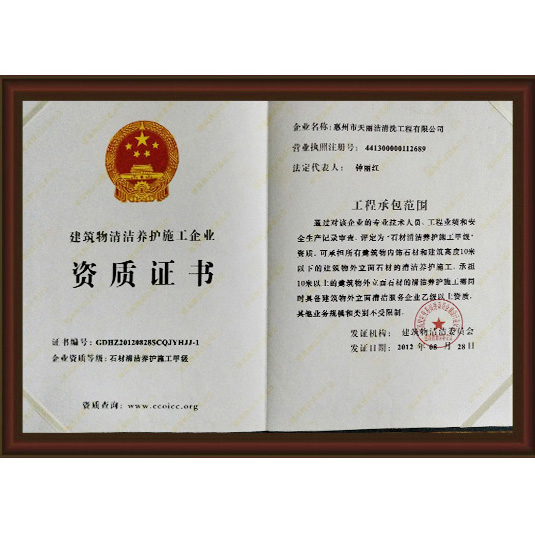 建筑物清洁养护施工企业
资质证书
证书编号：GDHZ20120828SCQJYHJJ-1
企业资质等级：石材清洁养护施工甲级
资质查询：www.ccoicc.org
企业名称：惠州市天丽洁清洗工程有限公司
营业执照注册号：441300000112689
法定代表人：钟丽红
工程承包范围
通过对该企业的专业技术人员、工程业绩和安
全生产记录审查，评定为“石材清洁养护施工甲级”
资质，可承担所有建筑物内饰石材和建筑高度10米
以下的建筑物外立面石材的清洁养护施工，承担
10米以上的建筑物外立面石材的清洁养护施工需同
时具备建筑物外立面清洁服务企业乙级以上资质，
其他业务规模和类别不受限制。
发证机构：建筑物清洁委员会
发证日期：2012 年 08 月 28 日